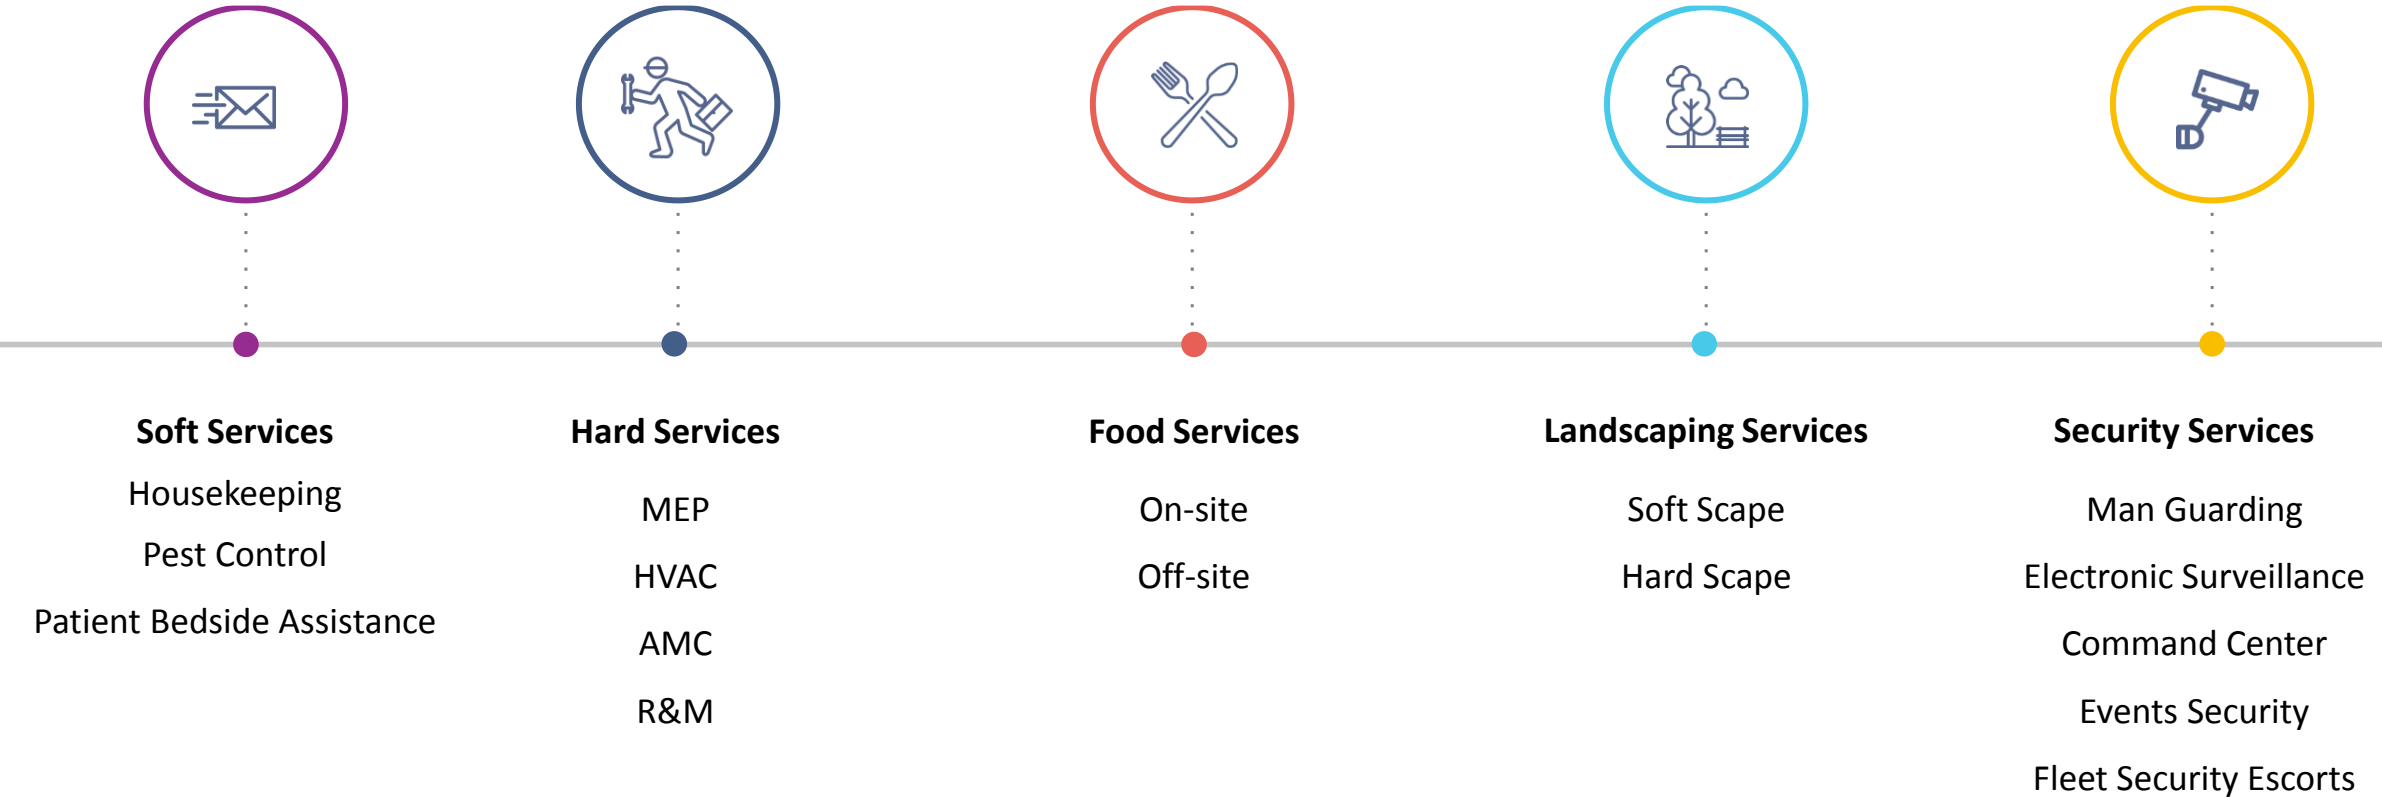 Soft Services
Housekeeping
Pest Control
Patient Bedside Assistance
Hard Services
MEP
HVAC
AMC
R&M
Food Services
On-site
Off-site
Landscaping Services
Soft Scape
Hard Scape
Security Services
Man Guarding
Electronic Surveillance
Command Center
Events Security
Fleet Security Escorts